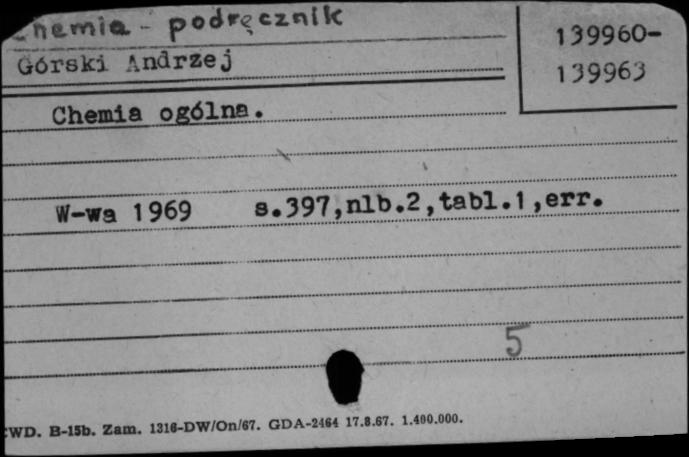 Chemia - podręcznik
139960-
139963
Górski Andrzej
Chemia ogólna.
W-wa 1969 s.397,nlb.2,tabl.1,err.
5
WD. B-15b. Zam. 1316-DW/On/67. GDA-2464 17.8.67. 1.400.000.